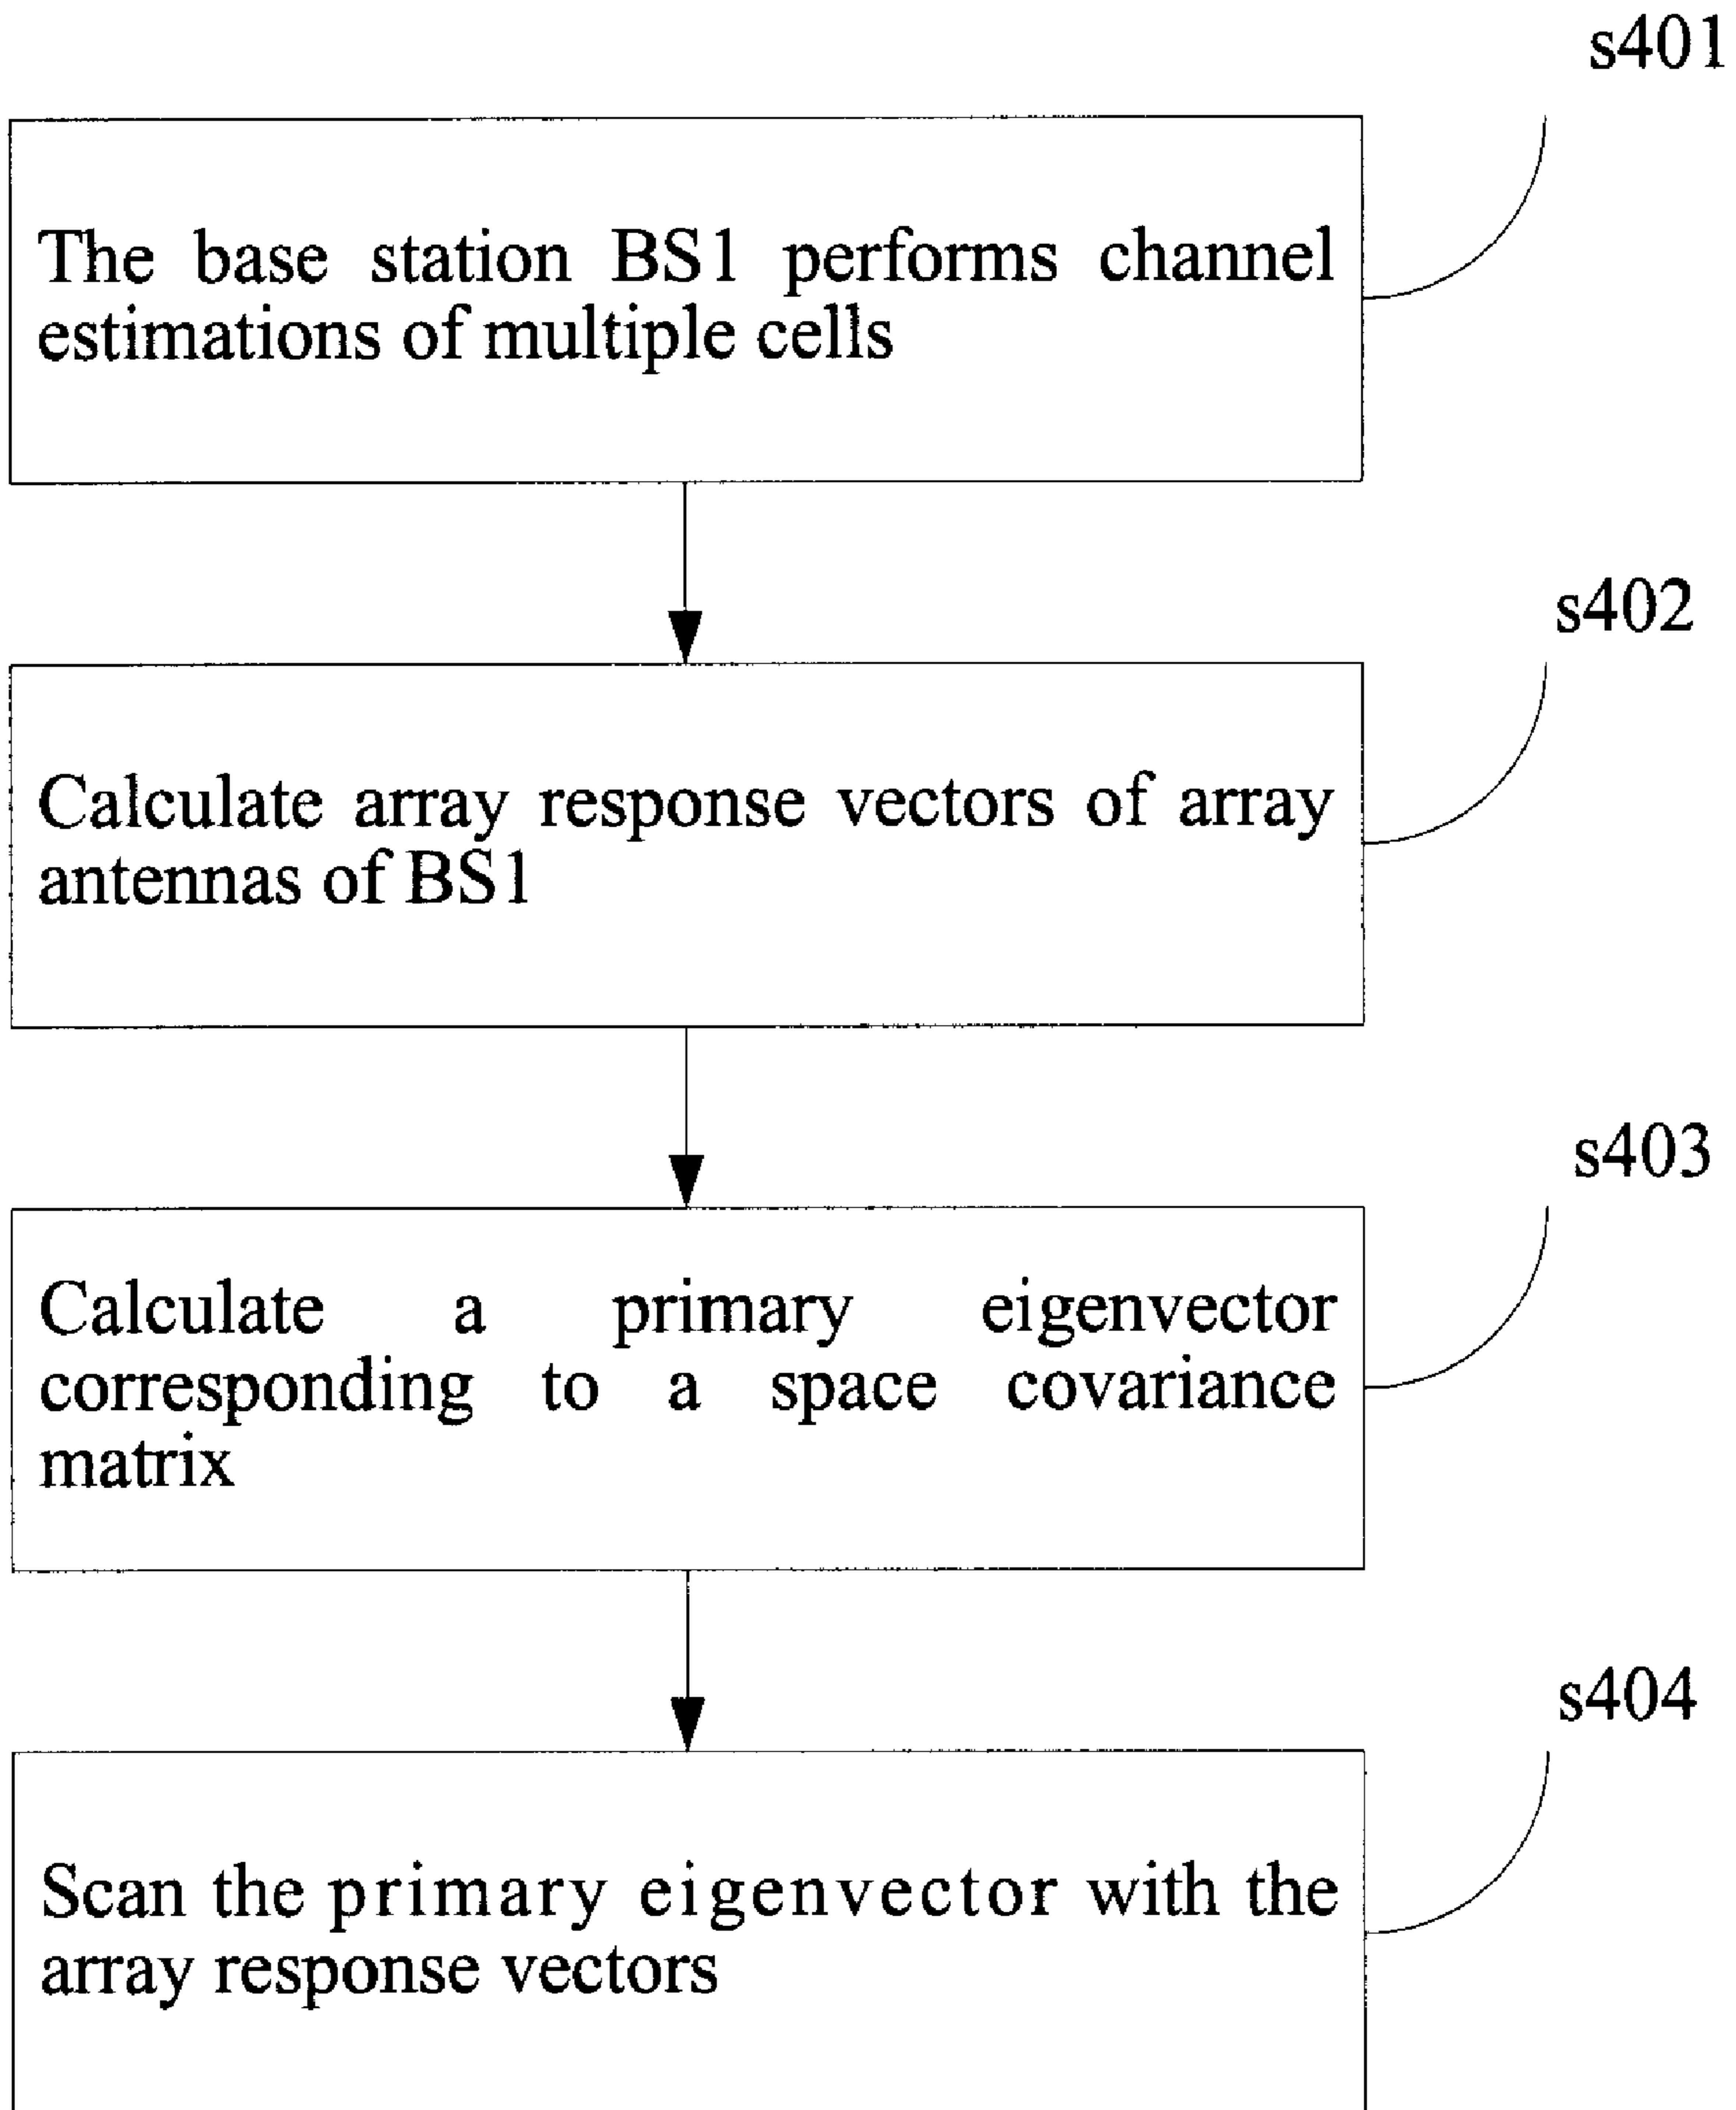 s401
The base station BS1 performs channel
estimations of multiple cells
s402
Calculate array response vectors of array
antennas of BS1
s403
Calculate a primary eigenvector
corresponding to a space covariance
matrix
s404
Scan the primary eigenvector with the
array response vectors